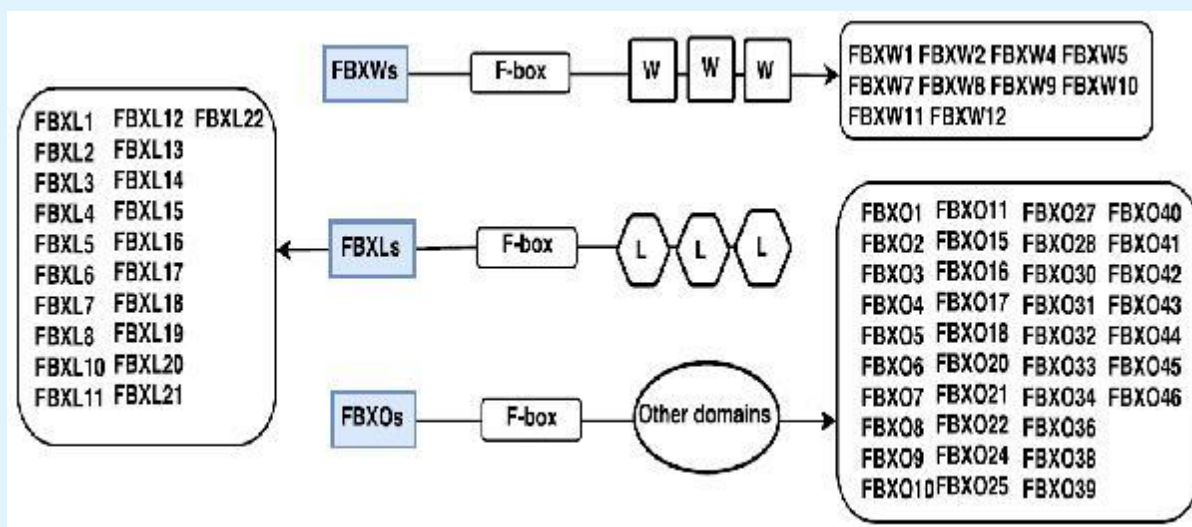 FBXWs
F-box
W
W
W
FBXW1 FBXW2 FBXW4 FBXW5
FBXW7 FBXW8 FBXW9 FBXW10
FBXW11 FBXW12
FBXL1 FBXL12 FBXL22
FBXL2 FBXL13
FBXL3 FBXL14
FBXL4 FBXL15
FBXL5 FBXL16
FBXL6 FBXL17
FBXL7 FBXL18
FBXL8 FBXL19
FBXL10 FBXL20
FBXL11 FBXL21
FBXLs
F-box
L
L
L
FBXOs
F-box
Other domains
FBXO1 FBXO11 FBXO27 FBXO40
FBXO2 FBXO15 FBXO28 FBXO41
FBXO3 FBXO16 FBXO30 FBXO42
FBXO4 FBXO17 FBXO31 FBXO43
FBXO5 FBXO18 FBXO32 FBXO44
FBXO6 FBXO20 FBXO33 FBXO45
FBXO7 FBXO21 FBXO34 FBXO46
FBXO8 FBXO22 FBXO36
FBXO9 FBXO24 FBXO38
FBXO10 FBXO25 FBXO39